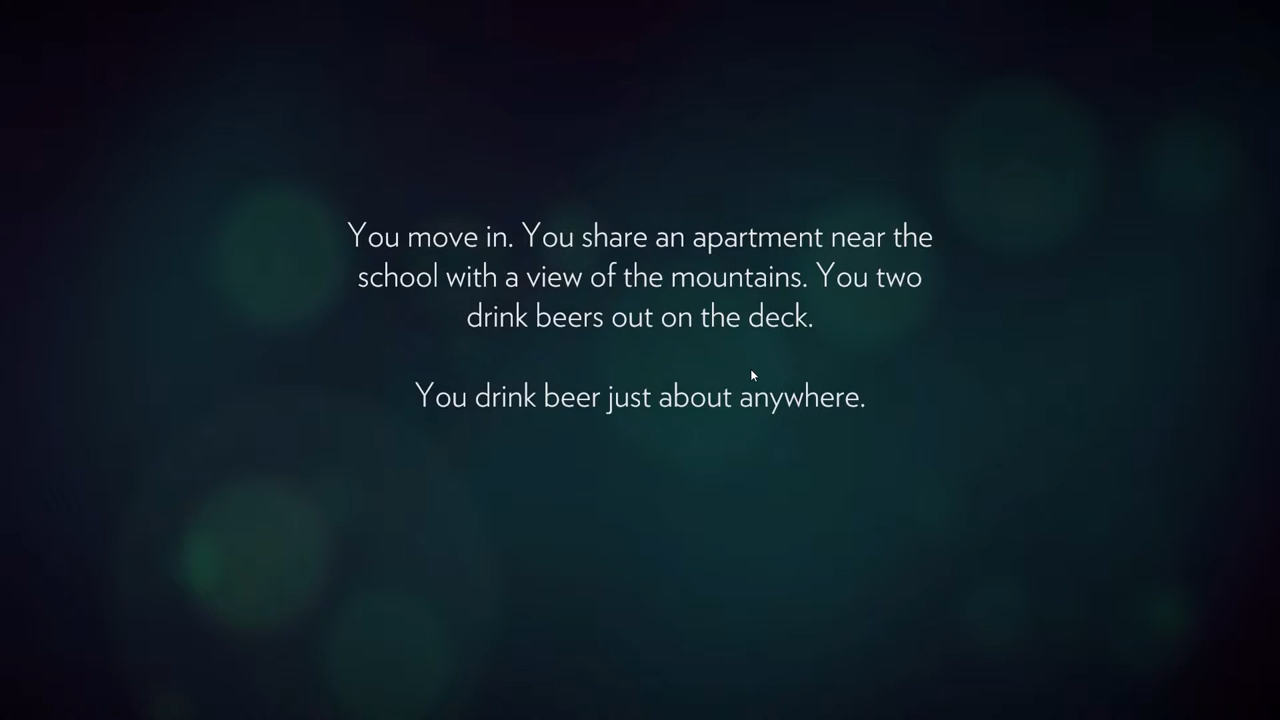 You move in. You share an apartment near the
school with a view of the mountains. You two
drink beers out on the deck.
You drink beer just about anywhere.